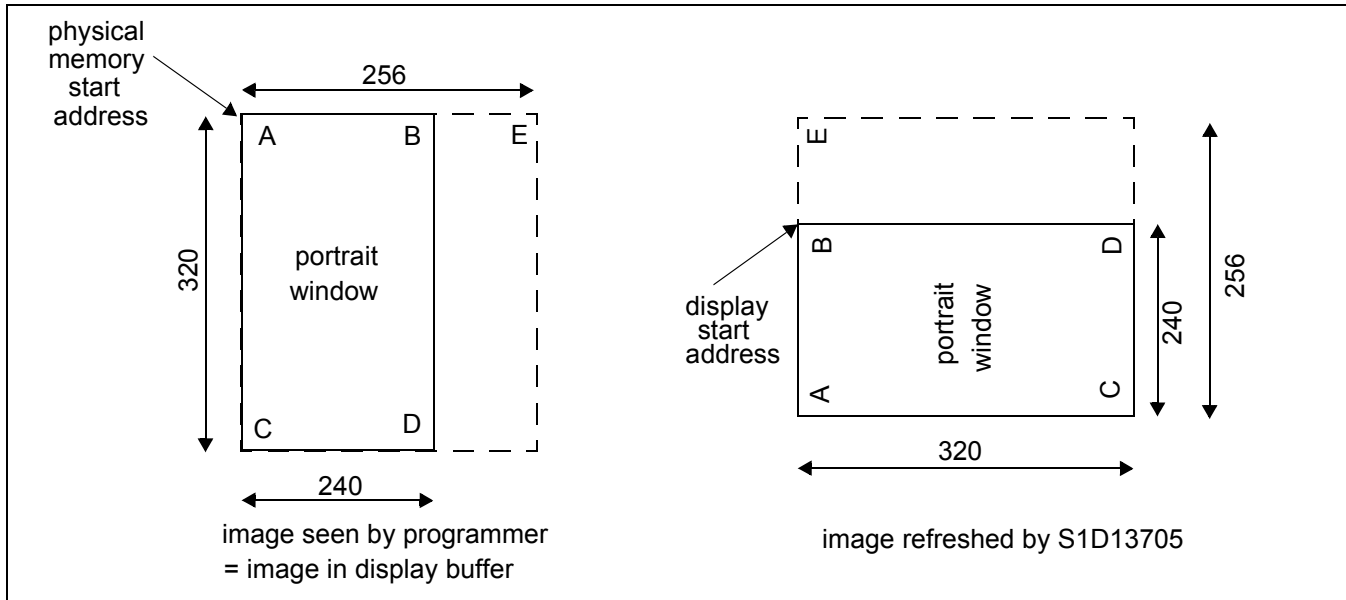 physical
memory
start
address
256
A
B
E
320
portrait
window
C
D
240
image seen by programmer
= image in display buffer
E
B
D
display
start
address
portrait
window
A
C
240
256
320
image refreshed by S1D13705